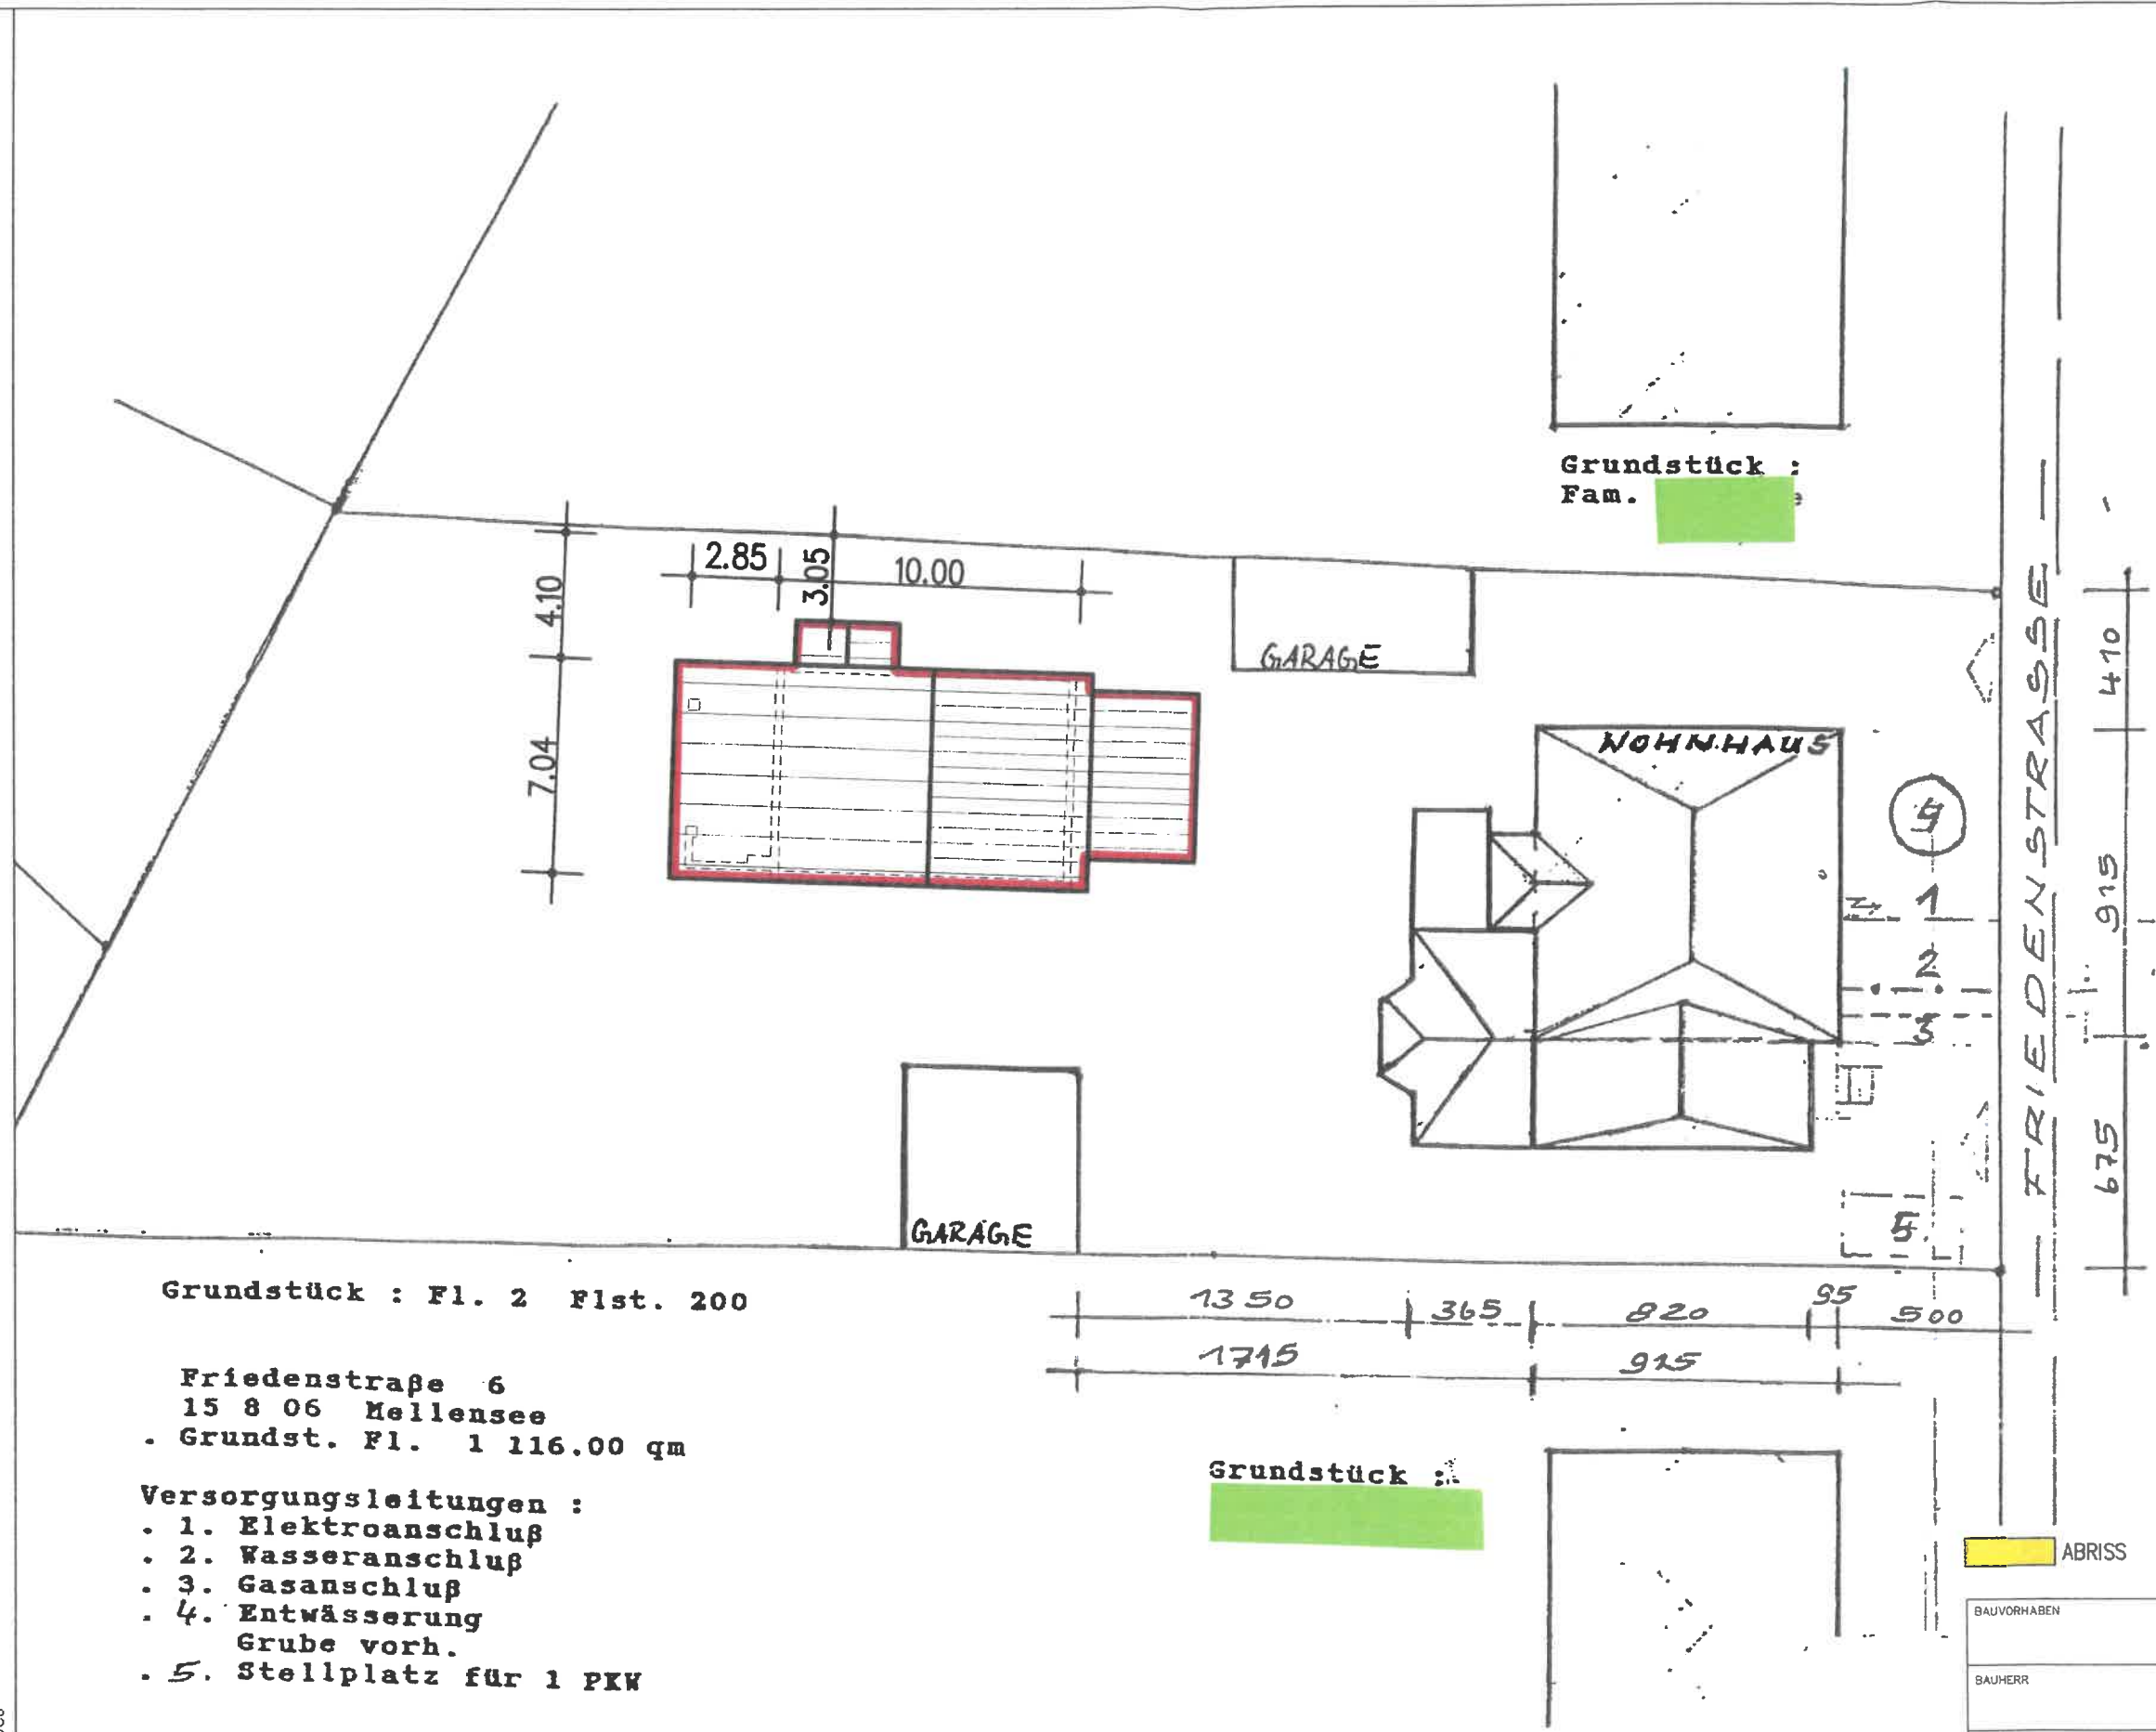 Grundstück :
Fam.
2.85
3.05
10.00
4.10
7.04
GARAGE
WOHNHAUS
4
1
2
3
5.
FRIEDENSTRASSE
410
915
675
GARAGE
Grundstück : Fl. 2 Flst. 200
1350
365
820
95
500
1715
915
Friedenstraße 6
15 8 06 Mellensee
. Grundst. Fl. 1 116.00 qm
Versorgungsleitungen :
. 1. Elektroanschluß
. 2. Wasseranschluß
. 3. Gasanschluß
. 4. Entwässerung
Grube vorh.
. 5. Stellplatz für 1 PKW
Grundstück :
ABRISS
BAUVORHABEN
BAUHERR